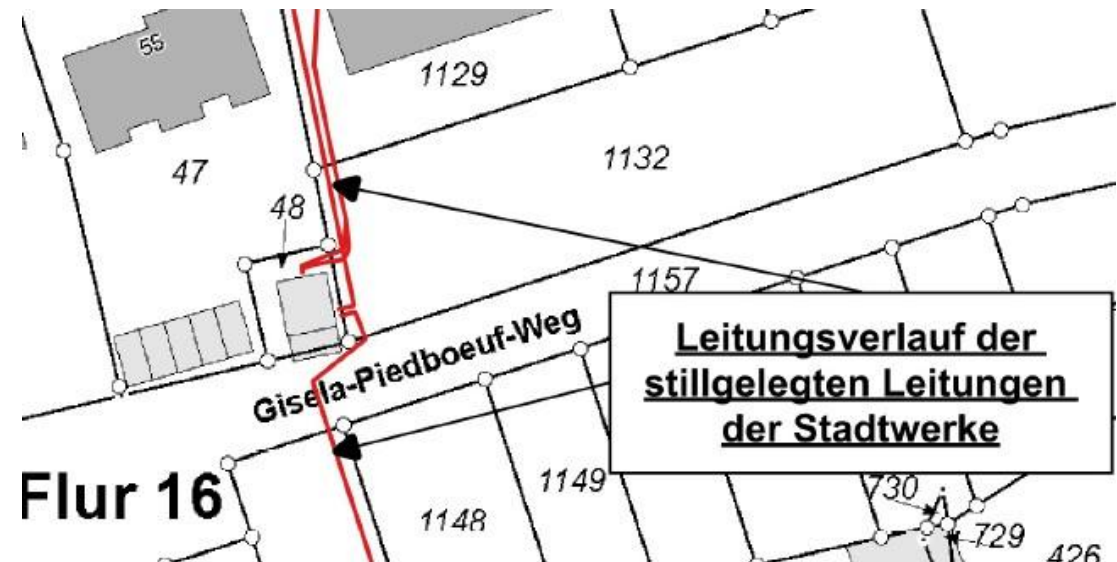 55
1129
47
1132
48
1157
Gisela-Piedboeuf-Weg
Leitungsverlauf der
stillgelegten Leitungen
der Stadtwerke
Flur 16
1148
1149
730
729
426